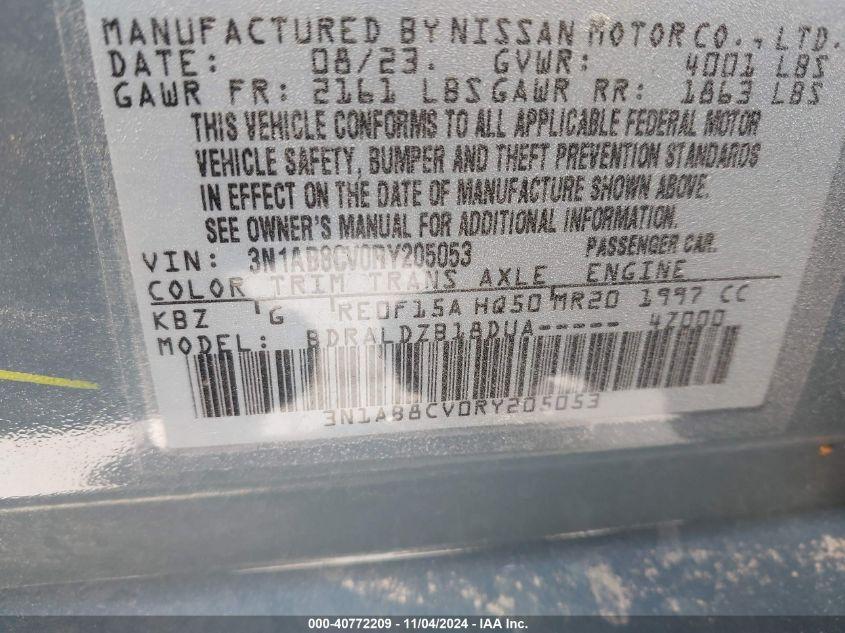 MANUFACTURED BY NISSAN MOTOR CO., LTD.
DATE: 08/23. GVWR: 4001 LBS
GAWR FR: 2161 LBS GAWR RR: 1863 LBS
THIS VEHICLE CONFORMS TO ALL APPLICABLE FEDERAL MOTOR
VEHICLE SAFETY, BUMPER AND THEFT PREVENTION STANDARDS
IN EFFECT ON THE DATE OF MANUFACTURE SHOWN ABOVE.
SEE OWNER'S MANUAL FOR ADDITIONAL INFORMATION.
VIN: 3N1AB8CV0RY205053 PASSENGER CAR.
COLOR TRIM TRANS AXLE ENGINE
KBZ G RE0F15A HQ50 MR20 1997 CC
MODEL: BDRALDZB18DUA----- 4Z000
3N1AB8CV0RY205053
000-40772209 - 11/04/2024 - IAA Inc.